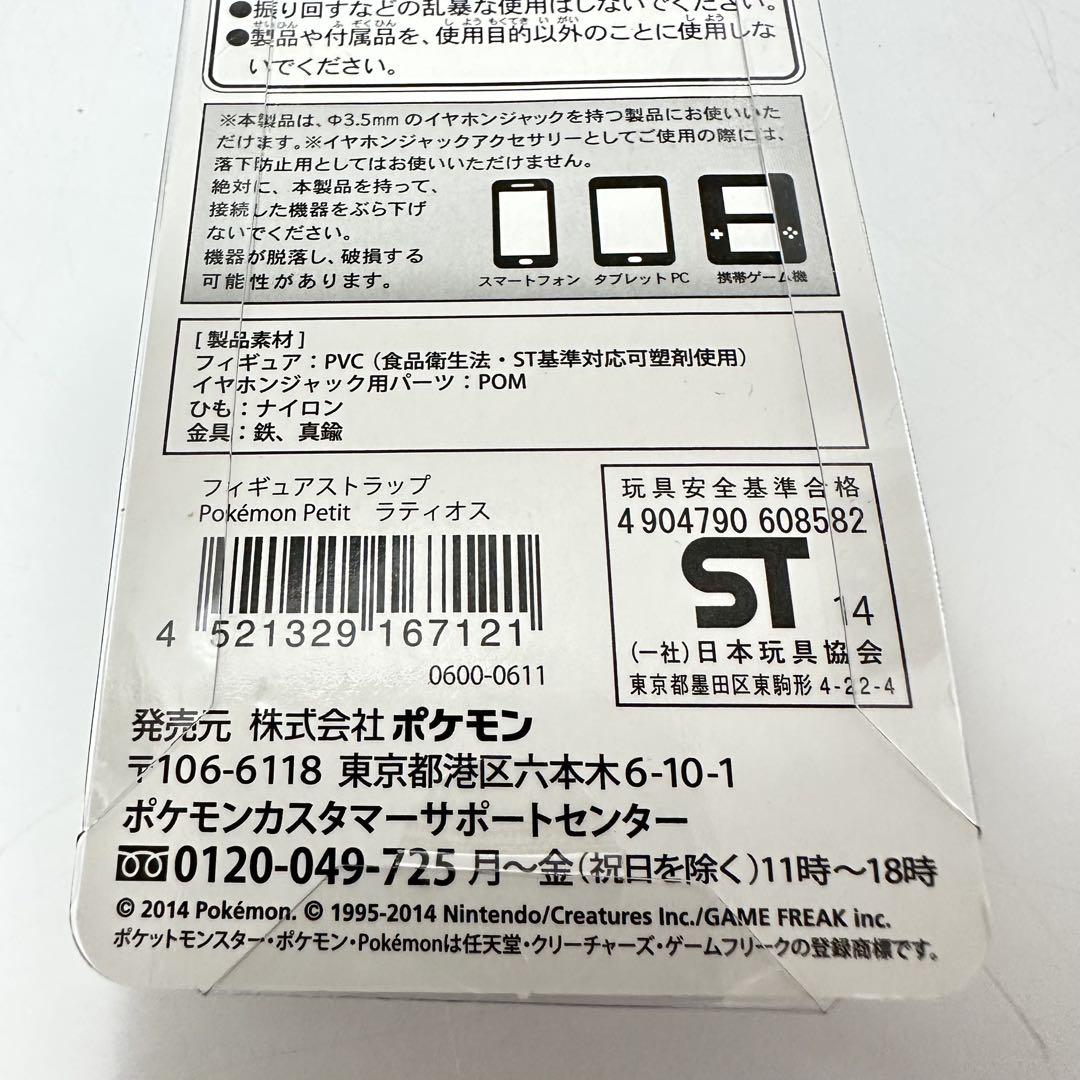 ●振り回すなどの乱暴な使用はしないでください。
●製品や付属品を、使用目的以外のことに使用しな
いでください。
※本製品は、Φ3.5mmのイヤホンジャックを持つ製品にお使いいた
だけます。※イヤホンジャックアクセサリーとしてご使用の際には、
落下防止用としてはお使いいただけません。
絶対に、本製品を持って、
接続した機器をぶら下げ
ないでください。
機器が脱落し、破損する
可能性があります。
スマートフォン タブレットPC 携帯ゲーム機
[製品素材]
フィギュア：PVC（食品衛生法・ST基準対応可塑剤使用）
イヤホンジャック用パーツ：POM
ひも：ナイロン
金具：鉄、真鍮
フィギュアストラップ
Pokémon Petit ラティオス
4 521329 167121
0600-0611
玩具安全基準合格
4 904790 608582
ST 14
(一社)日本玩具協会
東京都墨田区東駒形 4-22-4
発売元 株式会社 ポケモン
〒106-6118 東京都港区六本木6-10-1
ポケモンカスタマーサポートセンター
0120-049-725 月～金(祝日を除く)11時～18時
© 2014 Pokémon. © 1995-2014 Nintendo/Creatures Inc./GAME FREAK inc.
ポケットモンスター・ポケモン・Pokémonは任天堂・クリーチャーズ・ゲームフリークの登録商標です。